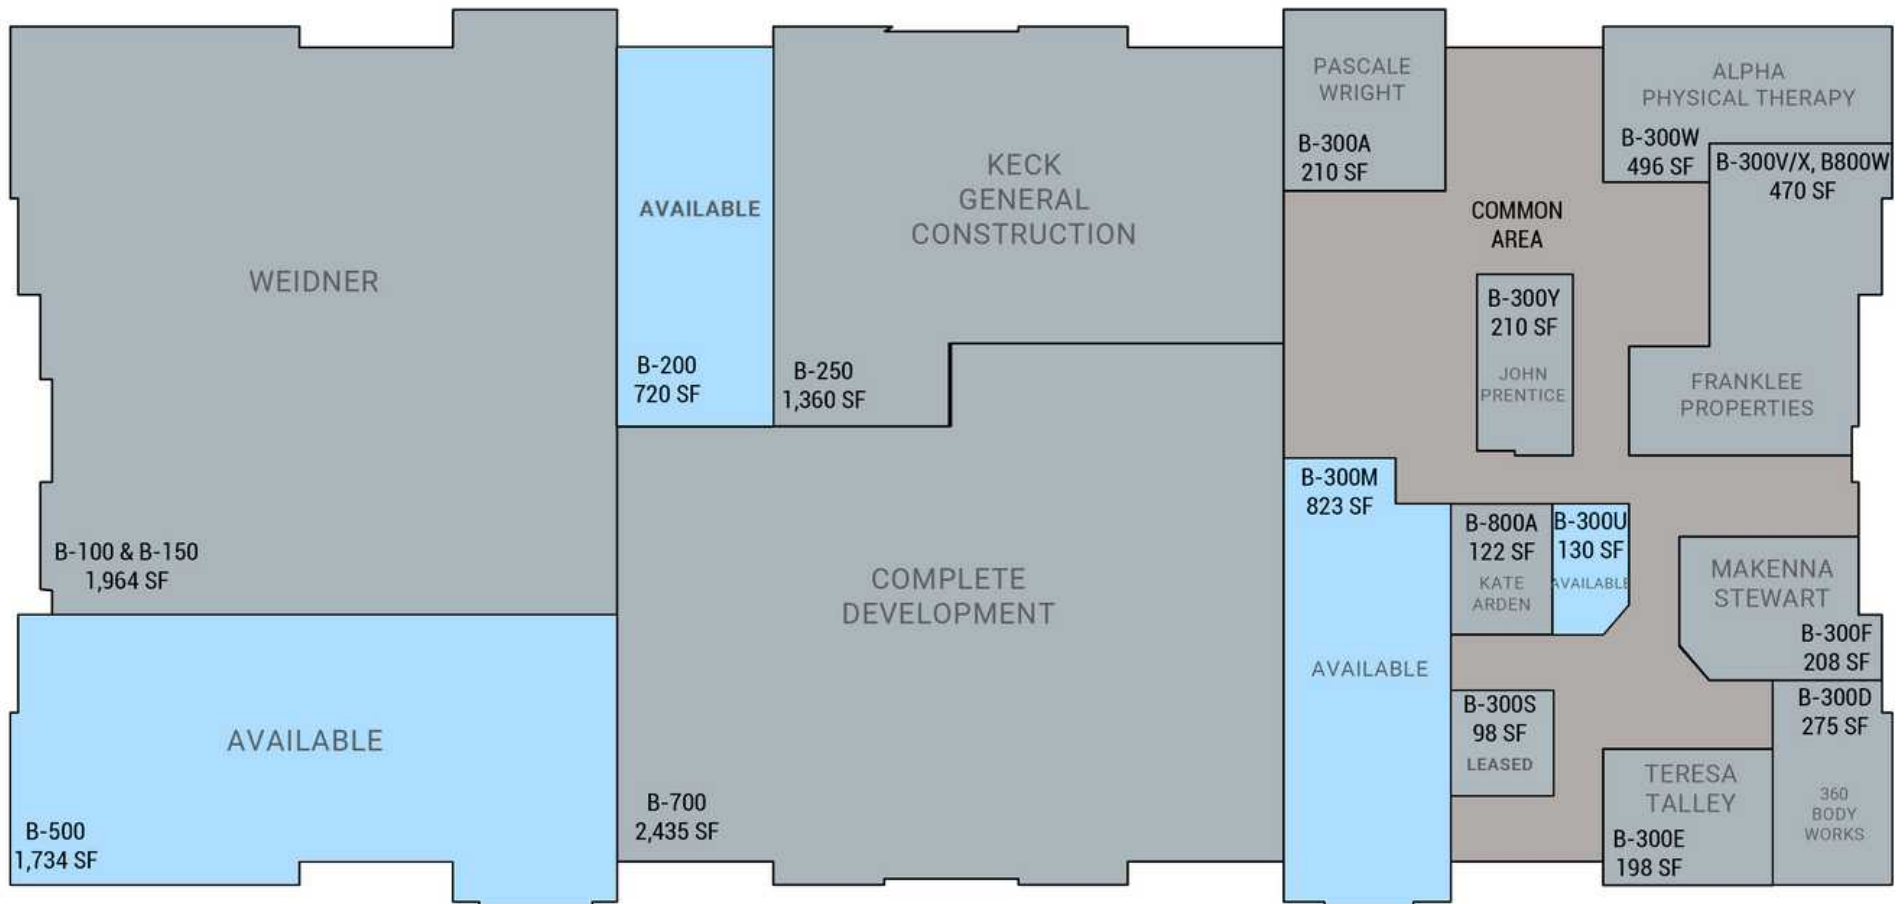 WEIDNER
B-100 & B-150
1,964 SF
AVAILABLE
B-500
1,734 SF
AVAILABLE
B-200
720 SF
KECK
GENERAL
CONSTRUCTION
B-250
1,360 SF
COMPLETE
DEVELOPMENT
B-700
2,435 SF
PASCALE
WRIGHT
B-300A
210 SF
COMMON
AREA
ALPHA
PHYSICAL THERAPY
B-300W
496 SF
B-300V/X, B800W
470 SF
FRANKLEE
PROPERTIES
B-300Y
210 SF
JOHN
PRENTICE
B-300M
823 SF
AVAILABLE
B-800A
122 SF
KATE
ARDEN
B-300U
130 SF
AVAILABLE
MAKENNA
STEWART
B-300F
208 SF
B-300S
98 SF
LEASED
TERESA
TALLEY
B-300E
198 SF
B-300D
275 SF
360
BODY
WORKS